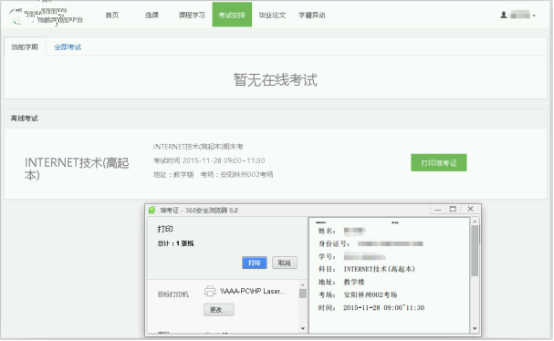 首页 选课 课程学习 考试安排 毕业论文 学籍异动
当前学期 全部考试
暂无在线考试
离线考试
INTERNET技术(高起本)
INTERNET技术(高起本)期末考
考试时间 2015-11-28 09:00~11:30
地址：教学楼 考场：安阳林州002考场
打印准考证
准考证 - 360安全浏览器 8.0
打印
总计：1 张纸
打印 取消
目标打印机 \\AAA-PC\HP Laser...
更改...
姓名：
身份证号：
学号：
科目： INTERNET技术(高起本)
地址： 教学楼
考场： 安阳林州002考场
时间： 2015-11-28 09:00~11:30